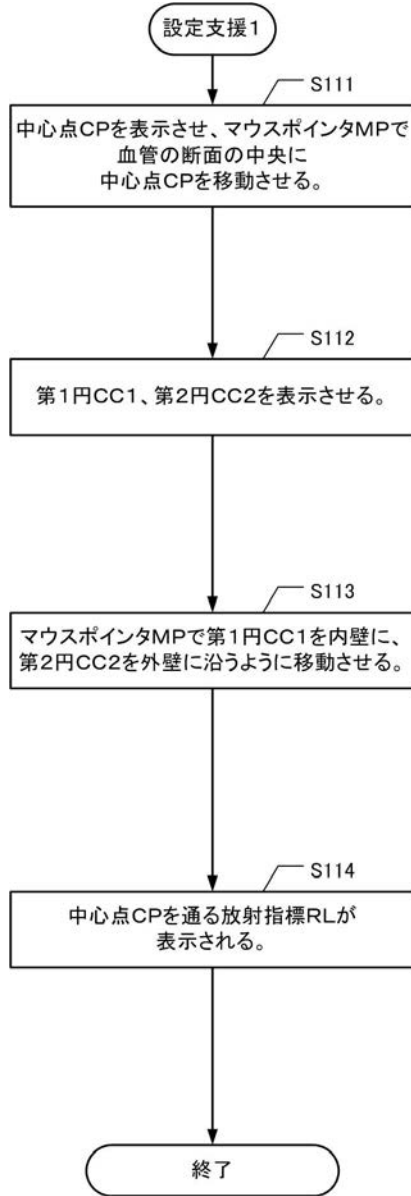 設定支援1
S111
中心点CPを表示させ、マウスポインタMPで
血管の断面の中央に
中心点CPを移動させる。
S112
第1円CC1、第2円CC2を表示させる。
S113
マウスポインタMPで第1円CC1を内壁に、
第2円CC2を外壁に沿うように移動させる。
S114
中心点CPを通る放射指標RLが
表示される。
終了